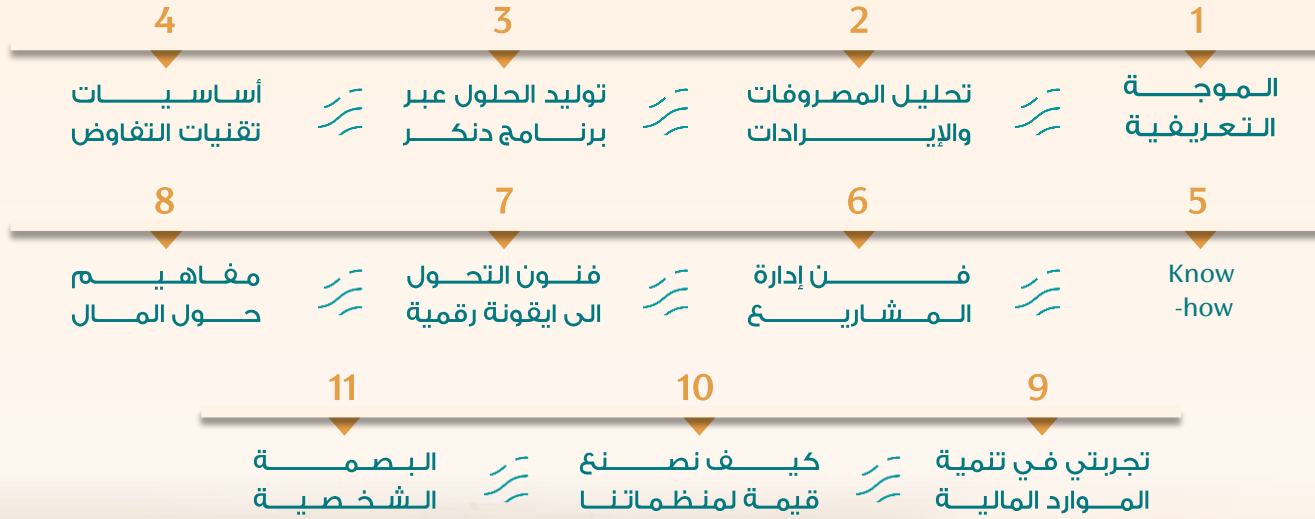 1
الموجة
التعريفية
2
تحليل المصروفات
والإيرادات
3
توليد الحلول عبر
برنامج دنكر
4
أساسيات
تقنيات التفاوض
5
Know
-how
6
فن إدارة
المشاريع
7
فنون التحول
الى ايقونة رقمية
8
مفاهيم
حول المال
9
تجربتي في تنمية
الموارد المالية
10
كيف نصنع
قيمة لمنظماتنا
11
البصمة
الشخصية